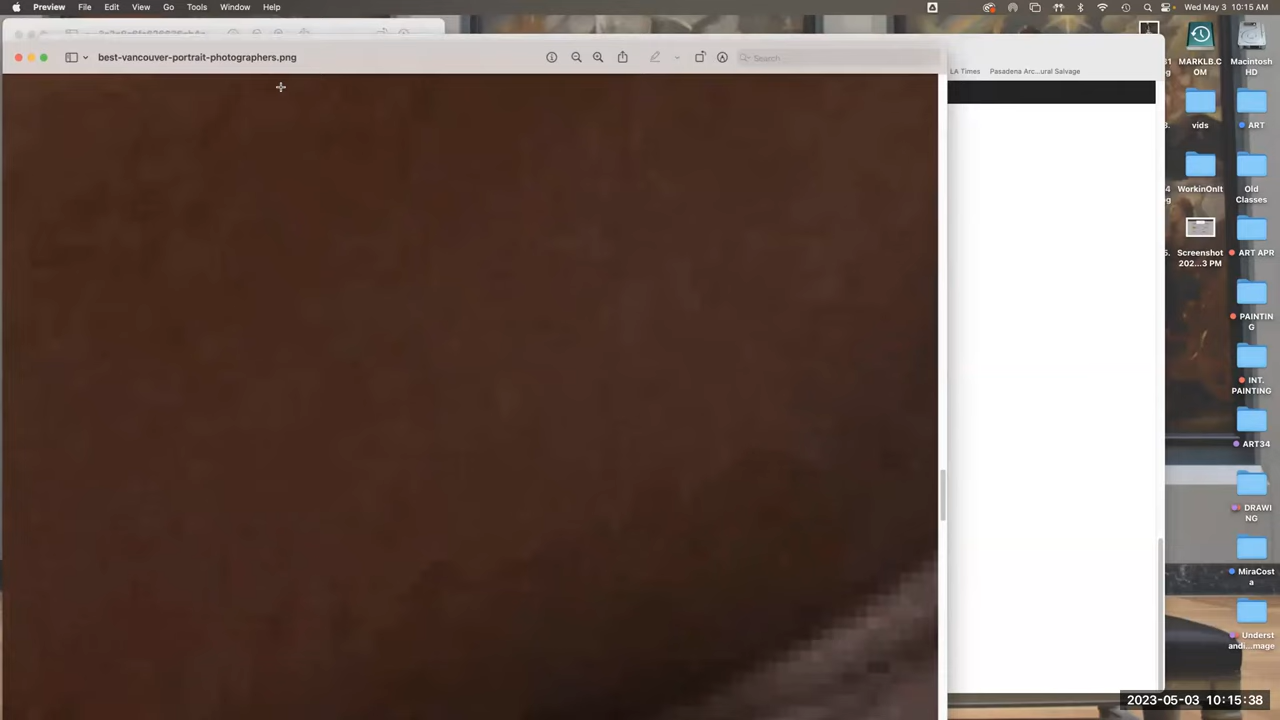 Preview File Edit View Go Tools Window Help
Wed May 3 10:15 AM
best-vancouver-portrait-photographers.png
Search
LA Times Pasadena Arc...ural Salvage
MARKLB.C
OM
Macintosh
HD
vids
ART
WorkinOnIt
Old
Classes
Screenshot
202...3 PM
ART APR
PAINTIN
G
INT.
PAINTING
ART34
DRAWI
NG
MiraCost
a
Underst
andi...mage
2023-05-03 10:15:38